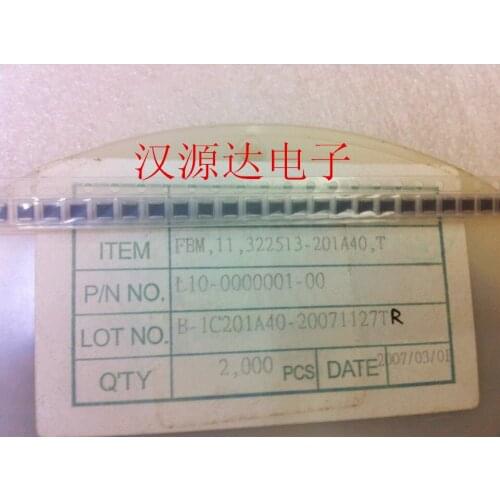 汉源达电子
ITEM FBM,11,322513-201A40,T
P/N NO. L10-0000001-00
LOT NO. B-1C201A40-20071127TR
Q'TY 2,000 PCS DATE 2007/03/01